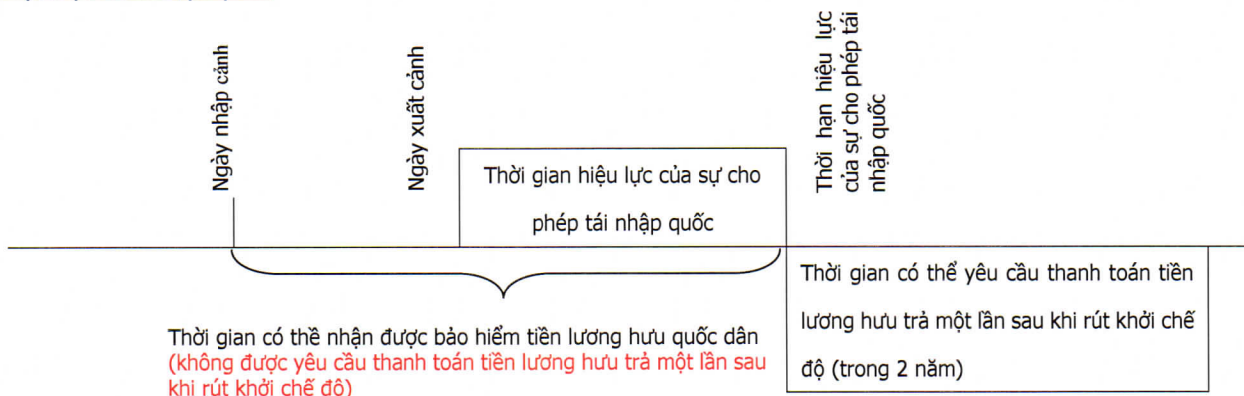 Ngày nhập cảnh
Ngày xuất cảnh
Thời hạn hiệu lực
của sự cho phép tái
nhập quốc
Thời gian hiệu lực của sự cho
phép tái nhập quốc
Thời gian có thề nhận được bảo hiểm tiền lương hưu quốc dân
(không được yêu cầu thanh toán tiền lương hưu trả một lần sau
khi rút khởi chế độ)
Thời gian có thể yêu cầu thanh toán tiền
lương hưu trả một lần sau khi rút khởi chế
độ (trong 2 năm)